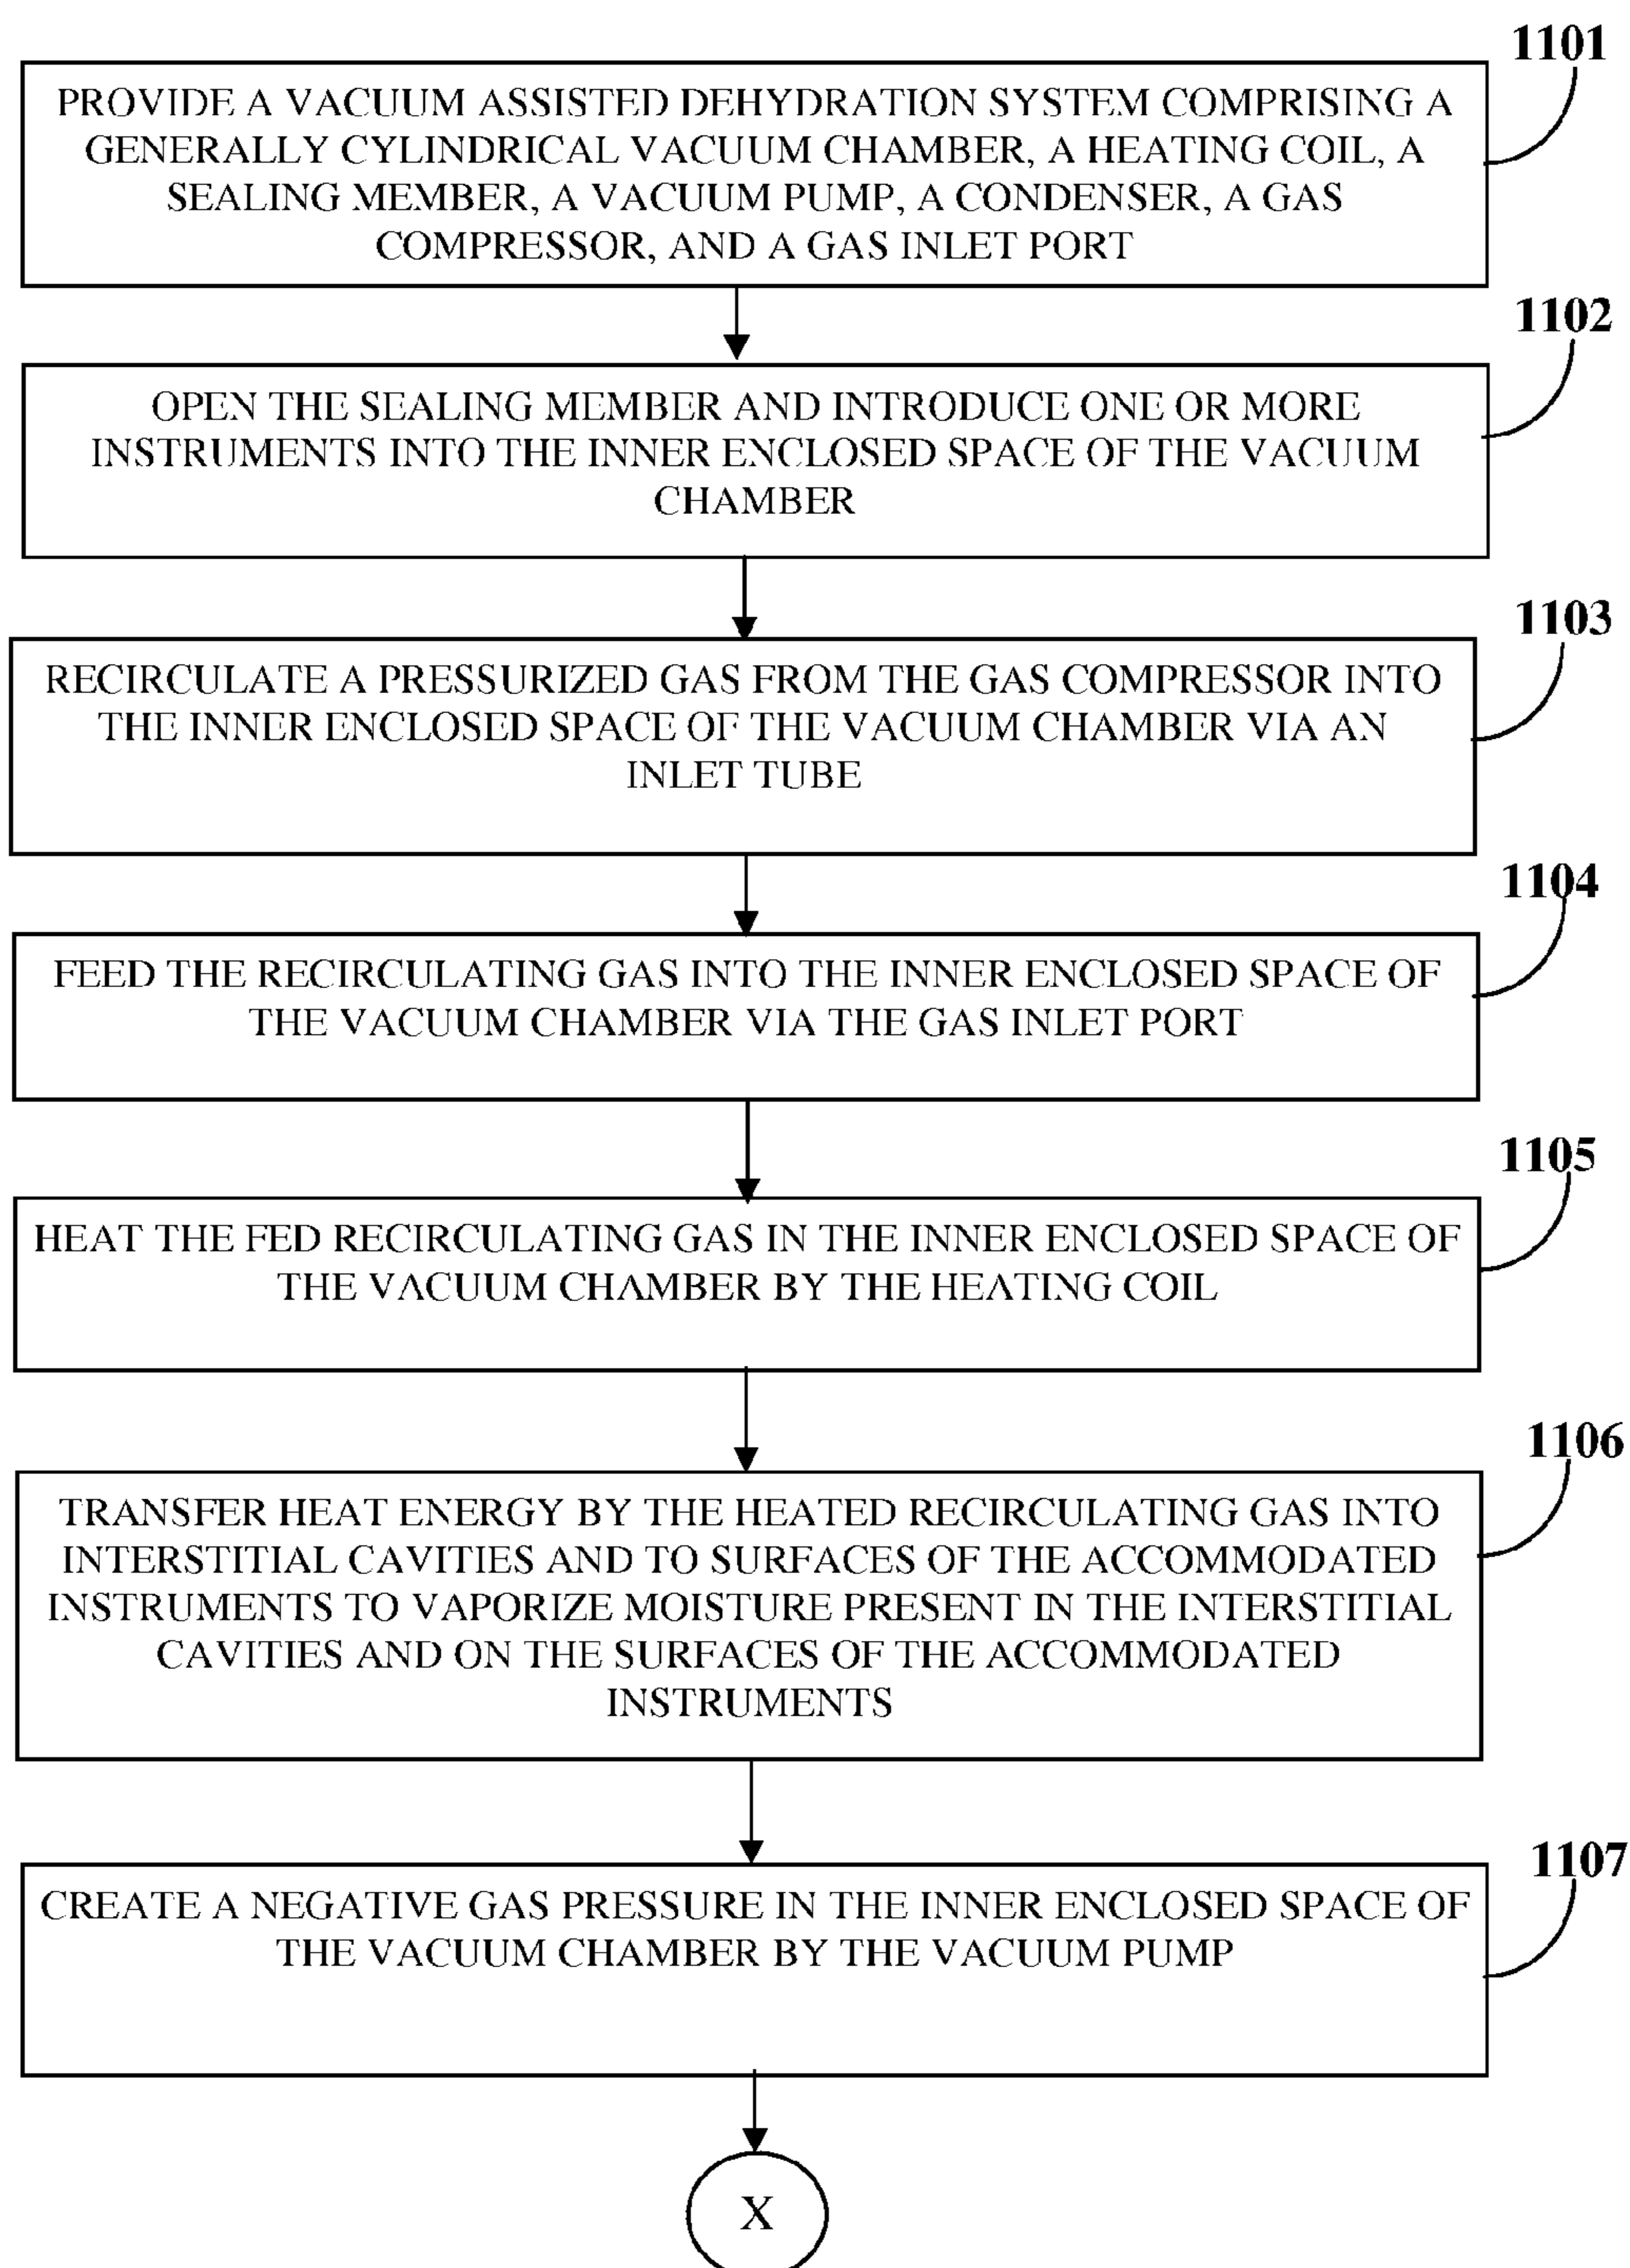 1101
PROVIDE A VACUUM ASSISTED DEHYDRATION SYSTEM COMPRISING A
GENERALLY CYLINDRICAL VACUUM CHAMBER, A HEATING COIL, A
SEALING MEMBER, A VACUUM PUMP, A CONDENSER, A GAS
COMPRESSOR, AND A GAS INLET PORT
1102
OPEN THE SEALING MEMBER AND INTRODUCE ONE OR MORE
INSTRUMENTS INTO THE INNER ENCLOSED SPACE OF THE VACUUM
CHAMBER
1103
RECIRCULATE A PRESSURIZED GAS FROM THE GAS COMPRESSOR INTO
THE INNER ENCLOSED SPACE OF THE VACUUM CHAMBER VIA AN
INLET TUBE
1104
FEED THE RECIRCULATING GAS INTO THE INNER ENCLOSED SPACE OF
THE VACUUM CHAMBER VIA THE GAS INLET PORT
1105
HEAT THE FED RECIRCULATING GAS IN THE INNER ENCLOSED SPACE OF
THE VACUUM CHAMBER BY THE HEATING COIL
1106
TRANSFER HEAT ENERGY BY THE HEATED RECIRCULATING GAS INTO
INTERSTITIAL CAVITIES AND TO SURFACES OF THE ACCOMMODATED
INSTRUMENTS TO VAPORIZE MOISTURE PRESENT IN THE INTERSTITIAL
CAVITIES AND ON THE SURFACES OF THE ACCOMMODATED
INSTRUMENTS
1107
CREATE A NEGATIVE GAS PRESSURE IN THE INNER ENCLOSED SPACE OF
THE VACUUM CHAMBER BY THE VACUUM PUMP
X